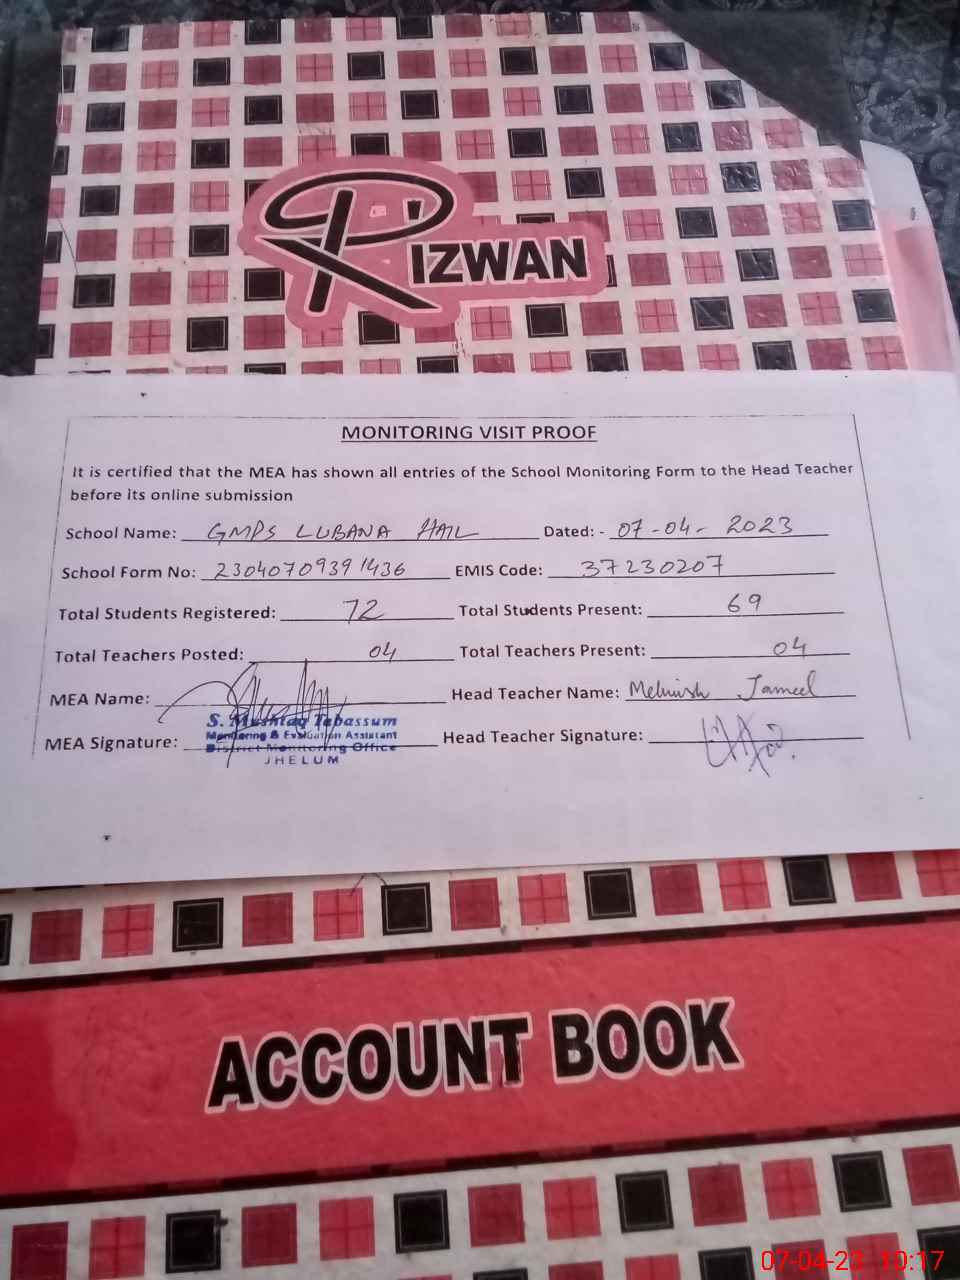 RIZWAN
MONITORING VISIT PROOF
It is certified that the MEA has shown all entries of the School Monitoring Form to the Head Teacher
before its online submission
School Name: GMPS LUBANA HAIL Dated: - 07-04-2023
School Form No: 23040709391436 EMIS Code: 37230207
Total Students Registered: 72 Total Students Present: 69
Total Teachers Posted: 04 Total Teachers Present: 04
MEA Name: Head Teacher Name: Mehwish Jameel
S. Mushtaq Tabassum
Monitoring & Evaluation Assistant
MEA Signature: District Monitoring Office Head Teacher Signature:
JHELUM
ACCOUNT BOOK
07-04-23 10:17